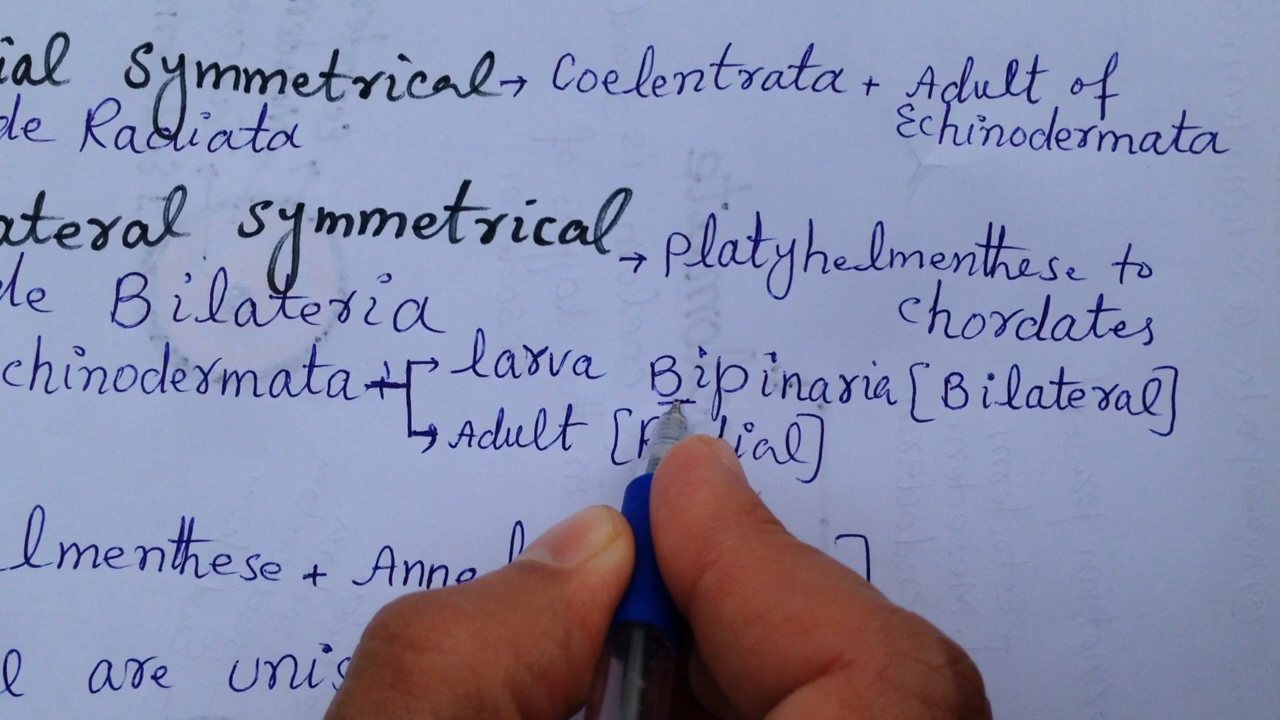 ial symmetrical → Coelentrata + Adult of
de Radiata Echinodermata
ateral symmetrical → Platyhelmenthese to
de Bilateria chordates
chinodermata + larva Bipinaria [Bilateral]
→ Adult [Radial]
lmenthese + Anne
are unis